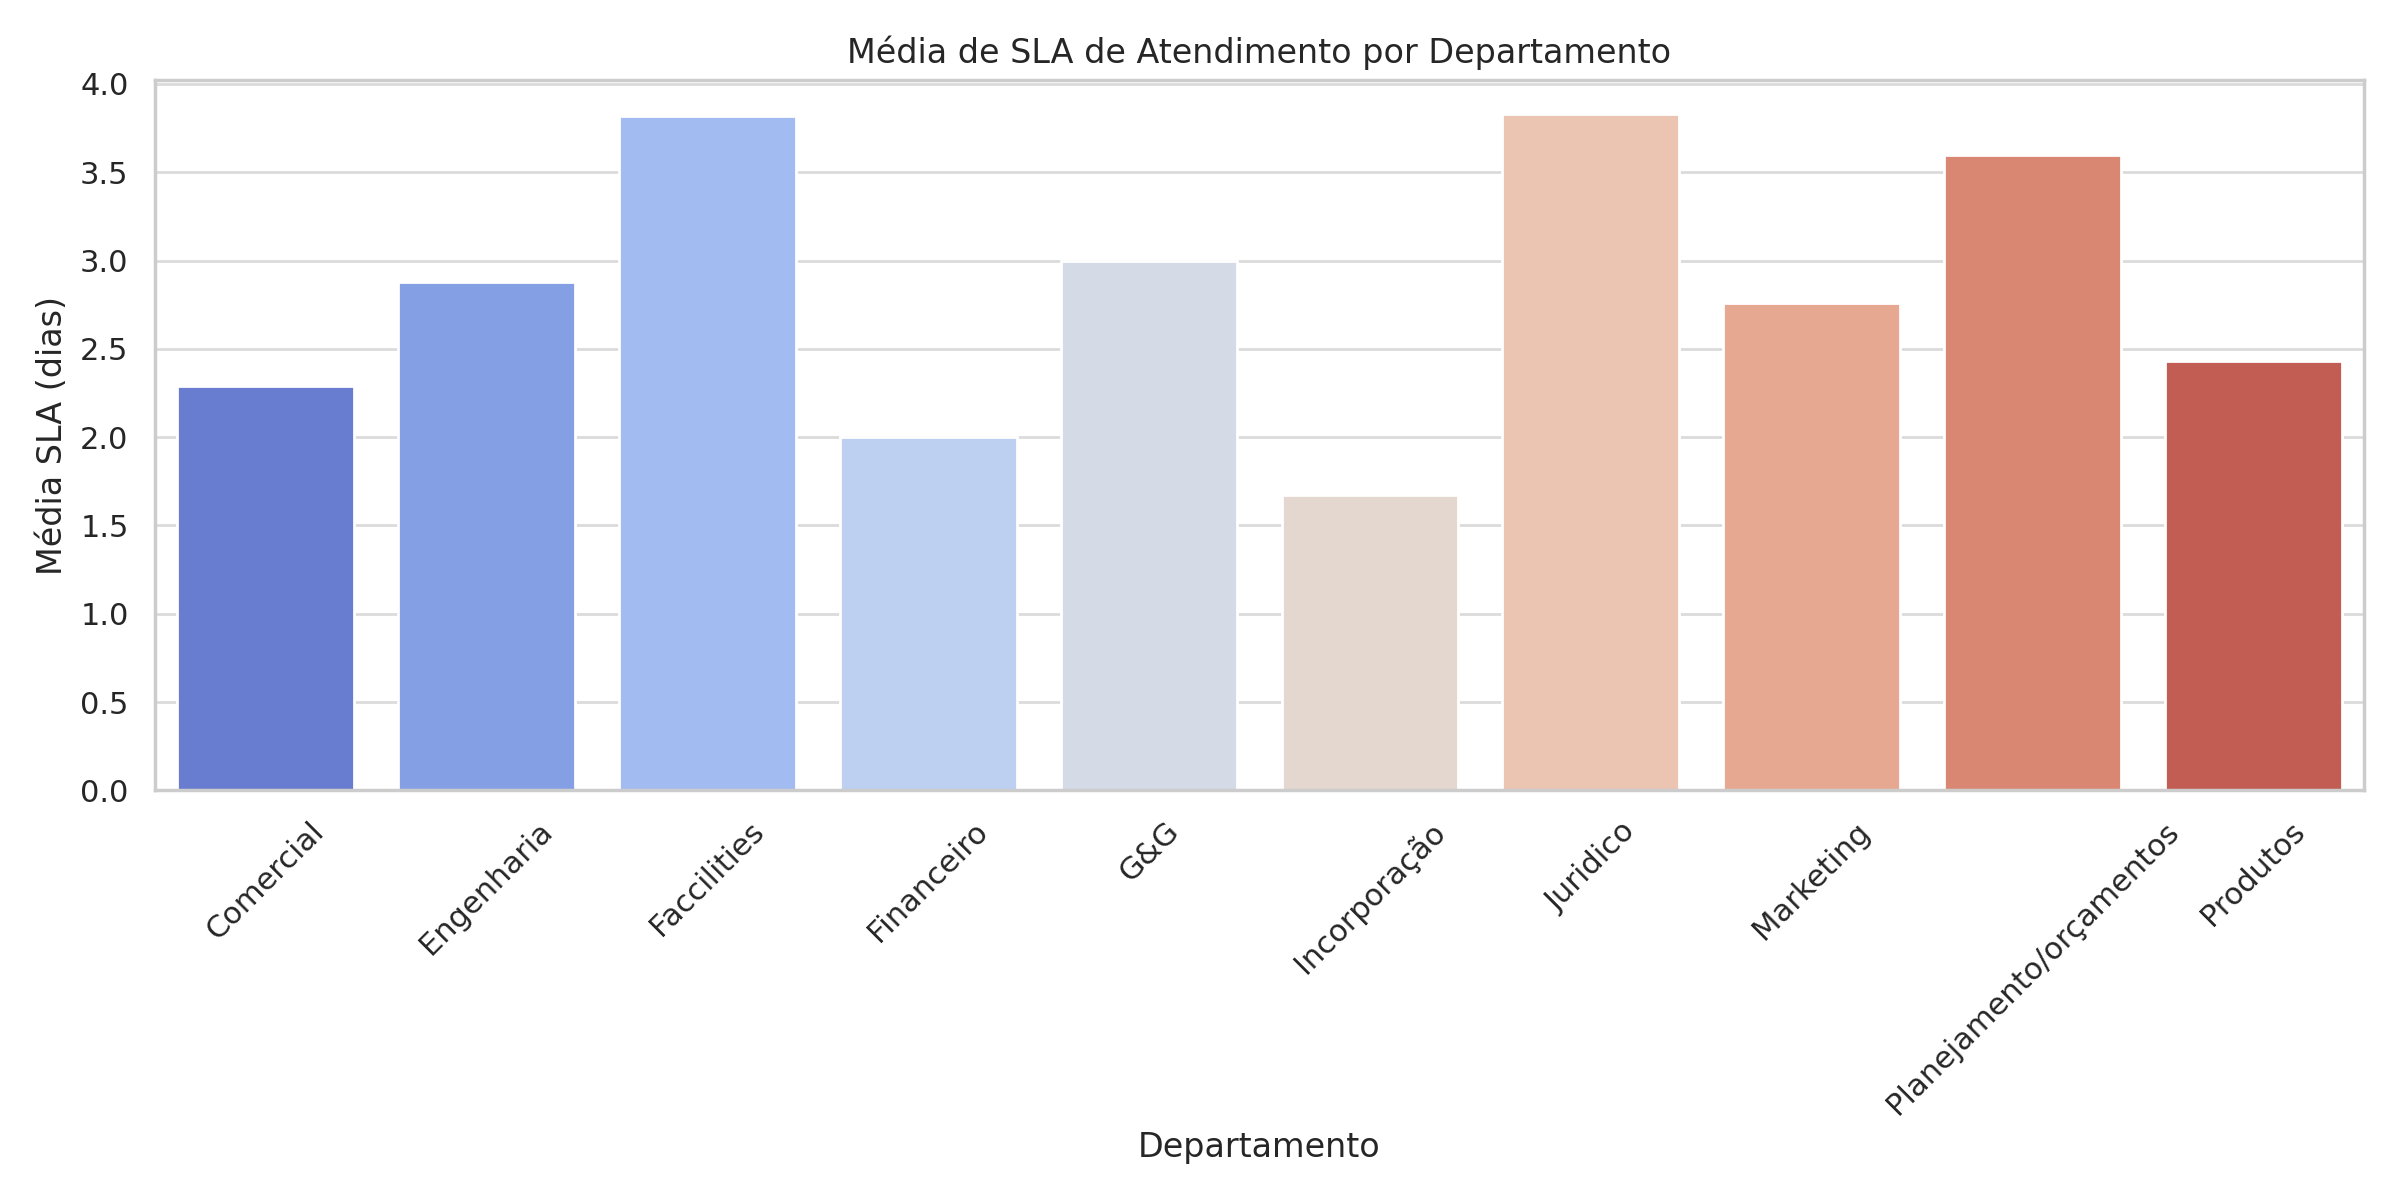 Média de SLA de Atendimento por Departamento
Média SLA (dias)
4.0
3.5
3.0
2.5
2.0
1.5
1.0
0.5
0.0
Comercial
Engenharia
Faccilities
Financeiro
G&G
Incorporação
Juridico
Marketing
Planejamento/orçamentos
Produtos
Departamento